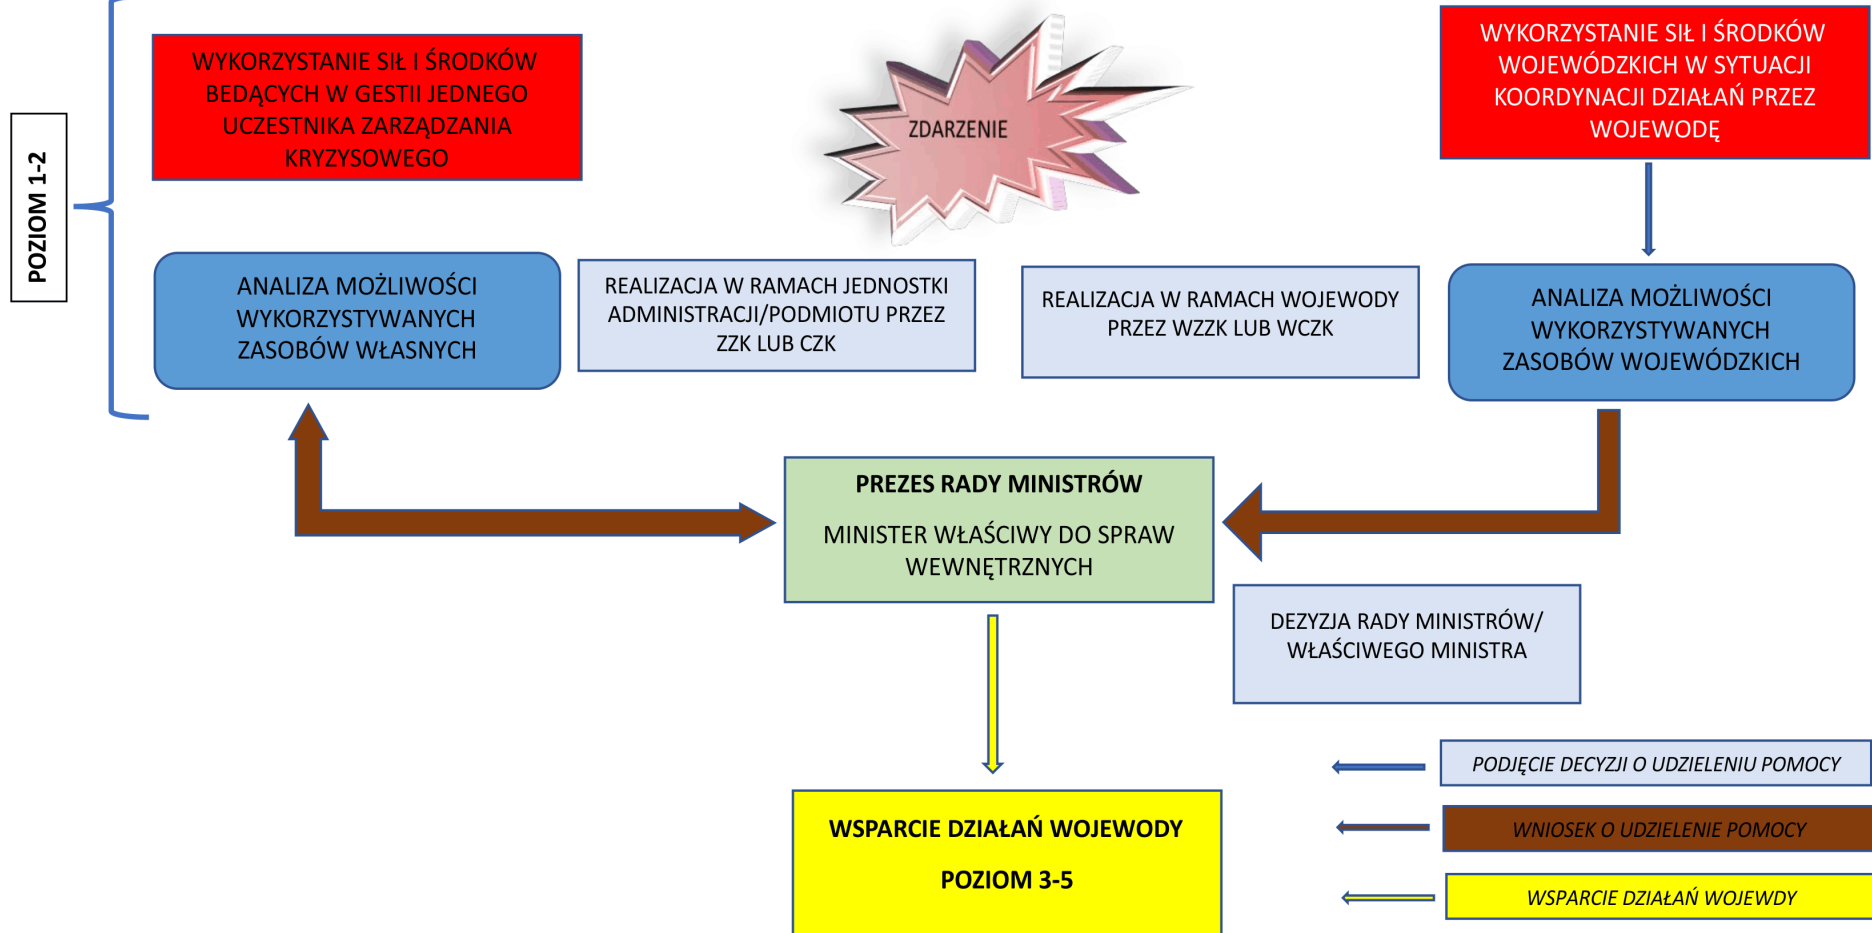 POZIOM 1-2
WYKORZYSTANIE SIŁ I ŚRODKÓW
BEDĄCYCH W GESTII JEDNEGO
UCZESTNIKA ZARZĄDZANIA
KRYZYSOWEGO
ZDARZENIE
WYKORZYSTANIE SIŁ I ŚRODKÓW
WOJEWÓDZKICH W SYTUACJI
KOORDYNACJI DZIAŁAŃ PRZEZ
WOJEWODĘ
ANALIZA MOŻLIWOŚCI
WYKORZYSTYWANYCH
ZASOBÓW WŁASNYCH
REALIZACJA W RAMACH JEDNOSTKI
ADMINISTRACJI/PODMIOTU PRZEZ
ZZK LUB CZK
REALIZACJA W RAMACH WOJEWODY
PRZEZ WZZK LUB WCZK
ANALIZA MOŻLIWOŚCI
WYKORZYSTYWANYCH
ZASOBÓW WOJEWÓDZKICH
PREZES RADY MINISTRÓW
MINISTER WŁAŚCIWY DO SPRAW
WEWNĘTRZNYCH
DEZYZJA RADY MINISTRÓW/
WŁAŚCIWEGO MINISTRA
WSPARCIE DZIAŁAŃ WOJEWODY
POZIOM 3-5
PODJĘCIE DECYZJI O UDZIELENIU POMOCY
WNIOSEK O UDZIELENIE POMOCY
WSPARCIE DZIAŁAŃ WOJEWDY